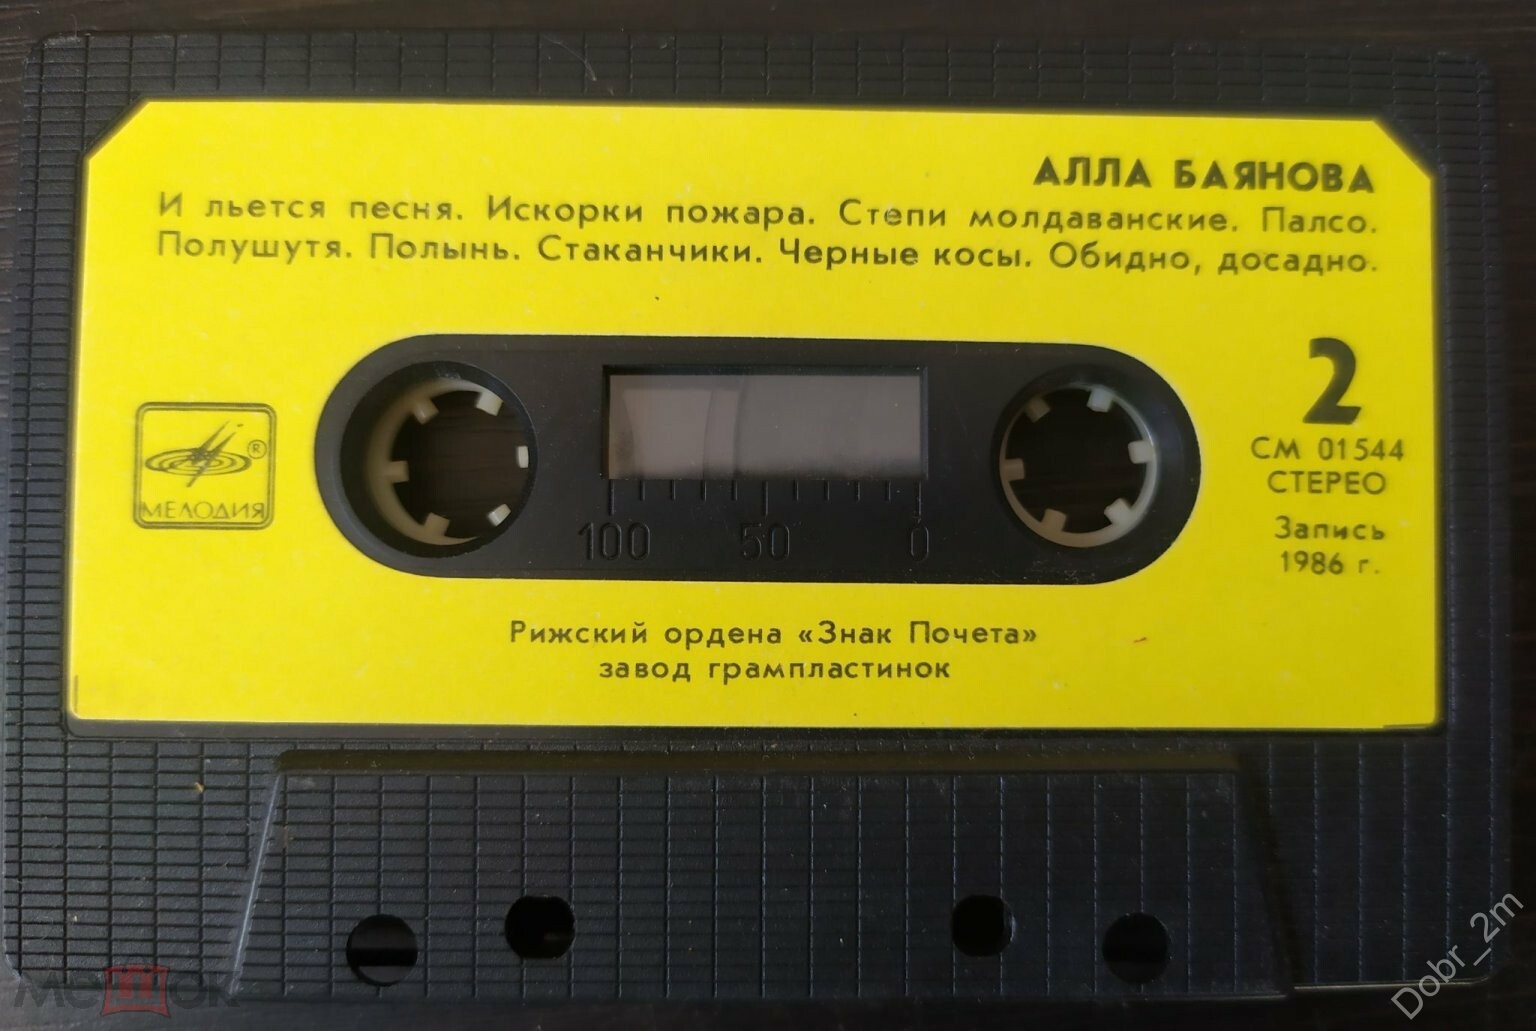 АЛЛА БАЯНОВА
И льется песня. Искорки пожара. Степи молдаванские. Палсо.
Полушутя. Полынь. Стаканчики. Черные косы. Обидно, досадно.
2
СМ 01544
СТЕРЕО
Запись
1986 г.
®
МЕЛОДИЯ
100 50 0
Рижский ордена «Знак Почета»
завод грампластинок
Мешок
Dobr_2m